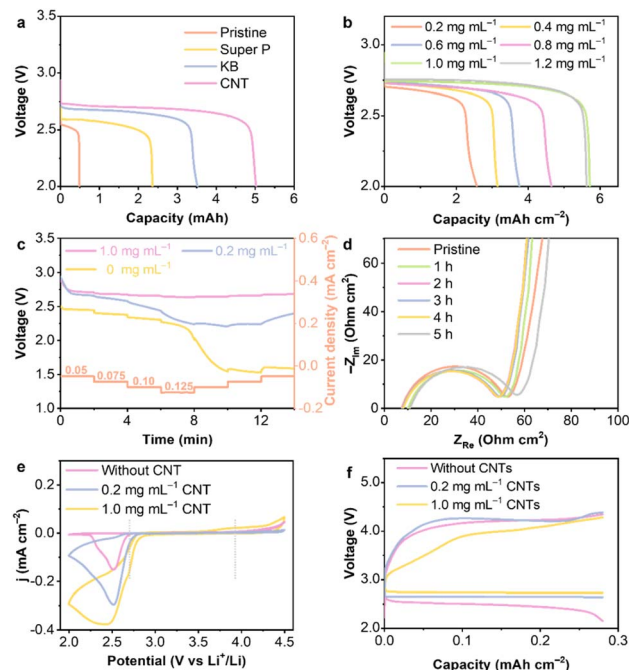 a
Pristine
Super P
KB
CNT
Voltage (V)
3.5
3.0
2.5
2.0
0 1 2 3 4 5 6
Capacity (mAh)
b
0.2 mg mL⁻¹ 0.4 mg mL⁻¹
0.6 mg mL⁻¹ 0.8 mg mL⁻¹
1.0 mg mL⁻¹ 1.2 mg mL⁻¹
Voltage (V)
3.0
2.5
2.0
0 2 4 6
Capacity (mAh cm⁻²)
c
1.0 mg mL⁻¹ 0.2 mg mL⁻¹
0 mg mL⁻¹
Voltage (V)
3.5
3.0
2.5
2.0
1.5
1.0
0.05 0.075 0.10 0.125
0.6
0.4
0.2
0.0
-0.2
Current density (mA cm⁻²)
0 4 8 12
Time (min)
d
Pristine
1 h
2 h
3 h
4 h
5 h
−Z_Im (Ohm cm²)
60
40
20
0
0 20 40 60 80 100
Z_Re (Ohm cm²)
e
Without CNT
0.2 mg mL⁻¹ CNT
1.0 mg mL⁻¹ CNT
j (mA cm⁻²)
0.4
0.2
0.0
-0.2
-0.4
2.0 2.5 3.0 3.5 4.0 4.5
Potential (V vs Li⁺/Li)
f
Without CNTs
0.2 mg mL⁻¹ CNTs
1.0 mg mL⁻¹ CNTs
Voltage (V)
6.0
5.0
4.0
3.0
2.0
0.0 0.1 0.2 0.3
Capacity (mAh cm⁻²)